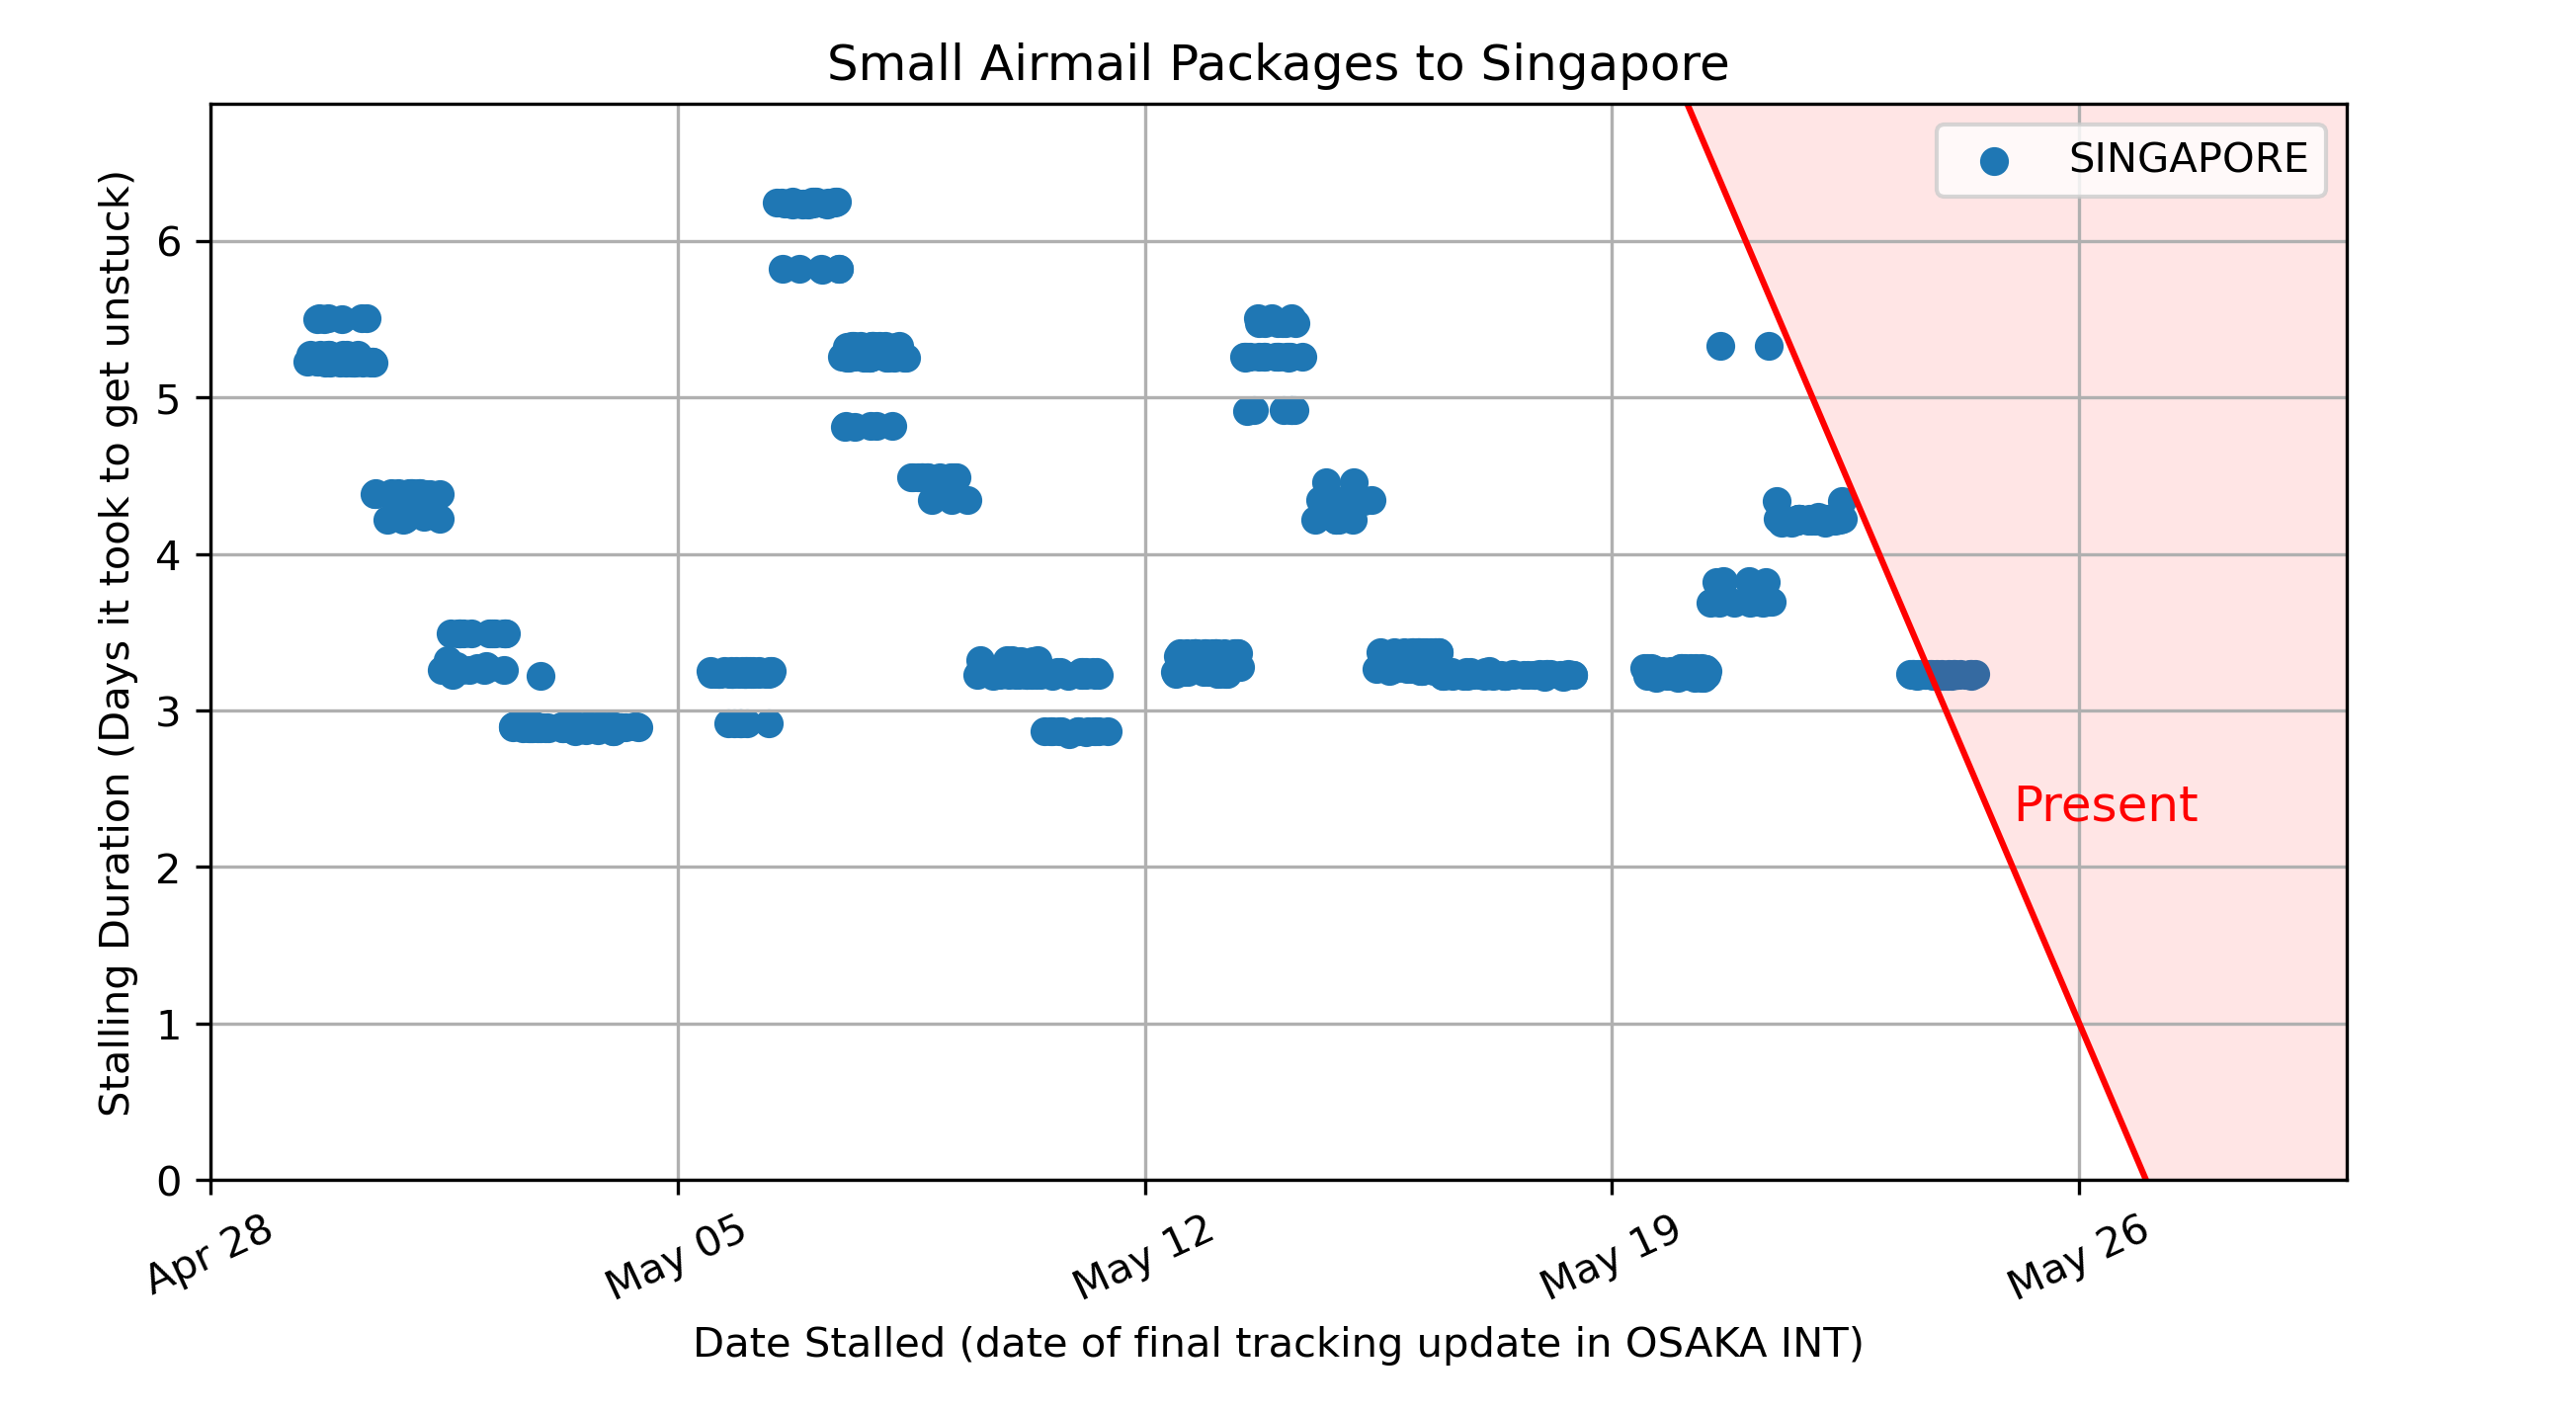 Small Airmail Packages to Singapore
SINGAPORE
Stalling Duration (Days it took to get unstuck)
6
5
4
3
2
1
0
Present
Apr 28
May 05
May 12
May 19
May 26
Date Stalled (date of final tracking update in OSAKA INT)